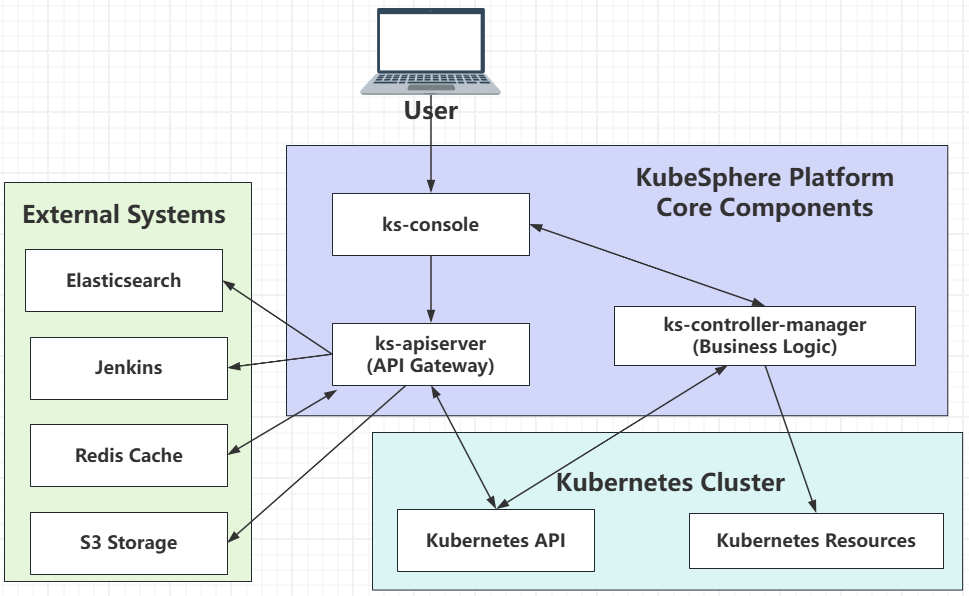 User
KubeSphere Platform
Core Components
External Systems
ks-console
Elasticsearch
ks-apiserver
(API Gateway)
ks-controller-manager
(Business Logic)
Jenkins
Redis Cache
Kubernetes Cluster
S3 Storage
Kubernetes API
Kubernetes Resources